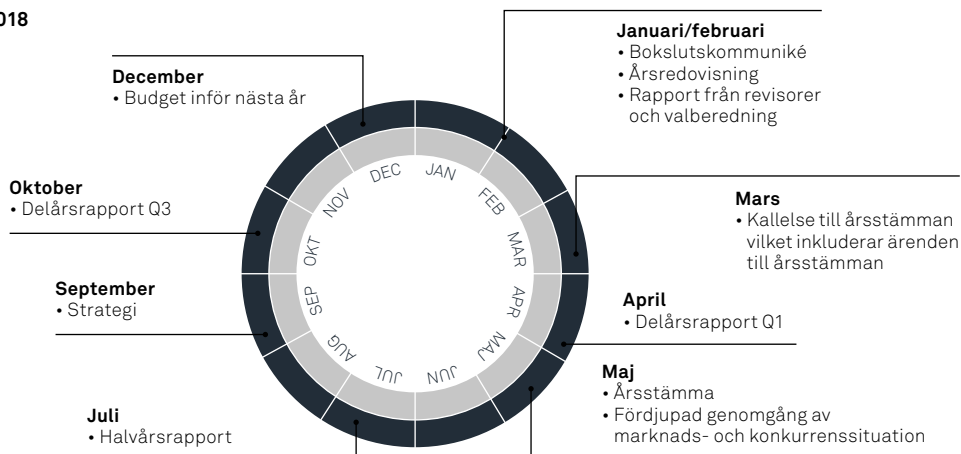 Januari/februari
• Bokslutskommuniké
• Årsredovisning
• Rapport från revisorer
och valberedning
December
• Budget inför nästa år
Oktober
• Delårsrapport Q3
Mars
• Kallelse till årsstämman
vilket inkluderar ärenden
till årsstämman
September
• Strategi
April
• Delårsrapport Q1
Maj
• Årsstämma
• Fördjupad genomgång av
marknads- och konkurrenssituation
Juli
• Halvårsrapport
JAN
FEB
MAR
APR
MAJ
JUN
JUL
AUG
SEP
OKT
NOV
DEC